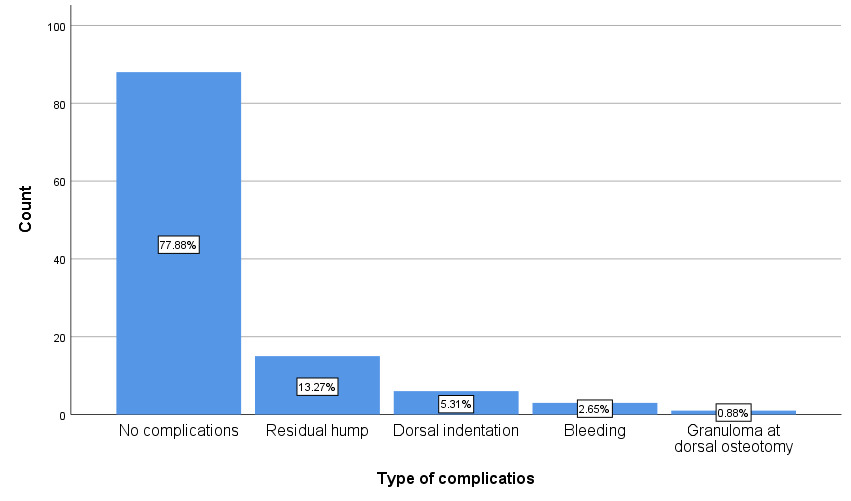 100
80
60
40
20
0
Count
77.88%
13.27%
5.31%
2.65%
0.88%
No complications
Residual hump
Dorsal indentation
Bleeding
Granuloma at
dorsal osteotomy
Type of complicatios